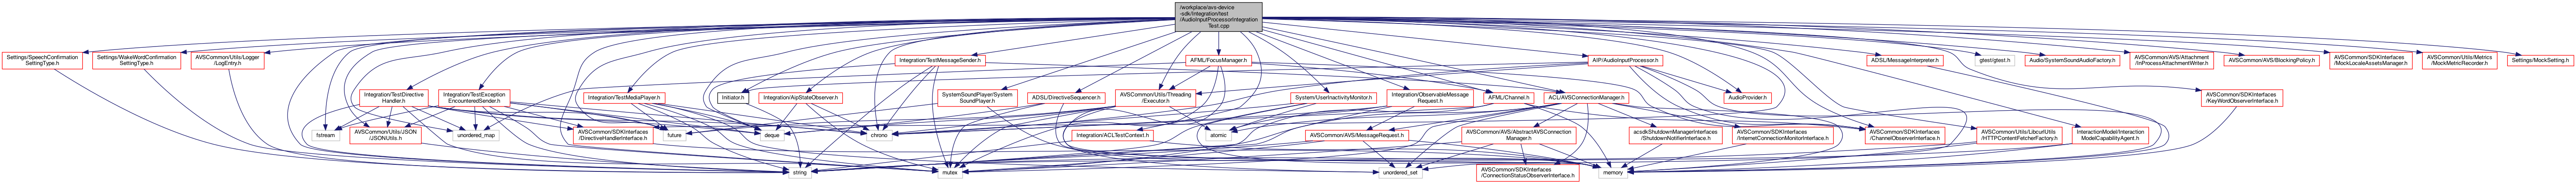 /workplace/avs-device
-sdk/Integration/test
/AudioInputProcessorIntegration
Test.cpp
Settings/SpeechConfirmation
SettingType.h
Settings/WakeWordConfirmation
SettingType.h
AVSCommon/Utils/Logger
/LogEntry.h
Integration/TestMessageSender.h
AFML/FocusManager.h
AIP/AudioInputProcessor.h
ADSL/MessageInterpreter.h
gtest/gtest.h
Audio/SystemSoundAudioFactory.h
AVSCommon/AVS/Attachment
/InProcessAttachmentWriter.h
AVSCommon/AVS/BlockingPolicy.h
AVSCommon/SDKInterfaces
/MockLocaleAssetsManager.h
AVSCommon/Utils/Metrics
/MockMetricRecorder.h
Settings/MockSetting.h
Integration/TestDirective
Handler.h
Integration/TestException
EncounteredSender.h
Integration/TestMediaPlayer.h
Initiator.h
Integration/AipStateObserver.h
SystemSoundPlayer/System
SoundPlayer.h
ADSL/DirectiveSequencer.h
AVSCommon/Utils/Threading
/Executor.h
System/UserInactivityMonitor.h
Integration/ObservableMessage
Request.h
AFML/Channel.h
ACL/AVSConnectionManager.h
AudioProvider.h
AVSCommon/SDKInterfaces
/KeyWordObserverInterface.h
fstream
AVSCommon/Utils/JSON
/JSONUtils.h
unordered_map
AVSCommon/SDKInterfaces
/DirectiveHandlerInterface.h
future
deque
chrono
Integration/ACLTestContext.h
atomic
AVSCommon/AVS/MessageRequest.h
AVSCommon/AVS/AbstractAVSConnection
Manager.h
acsdkShutdownManagerInterfaces
/ShutdownNotifierInterface.h
AVSCommon/SDKInterfaces
/InternetConnectionMonitorInterface.h
AVSCommon/SDKInterfaces
/ChannelObserverInterface.h
AVSCommon/Utils/LibcurlUtils
/HTTPContentFetcherFactory.h
InteractionModel/Interaction
ModelCapabilityAgent.h
string
mutex
unordered_set
AVSCommon/SDKInterfaces
/ConnectionStatusObserverInterface.h
memory